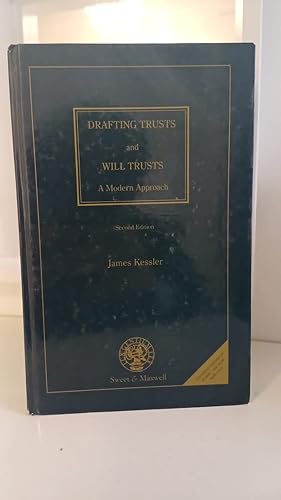 DRAFTING TRUSTS
and
WILL TRUSTS
A Modern Approach
Second Edition
James Kessler
Sweet & Maxwell